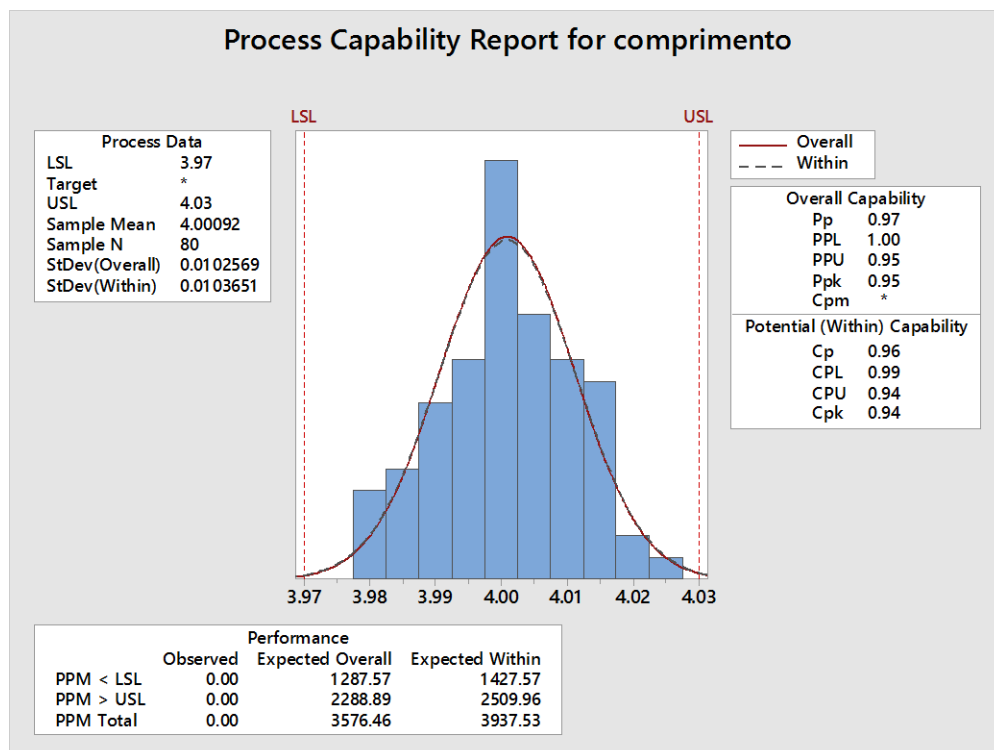 Process Capability Report for comprimento
LSL
USL
Process Data
LSL 3.97
Target *
USL 4.03
Sample Mean 4.00092
Sample N 80
StDev(Overall) 0.0102569
StDev(Within) 0.0103651
Overall
Within
Overall Capability
Pp 0.97
PPL 1.00
PPU 0.95
Ppk 0.95
Cpm *
Potential (Within) Capability
Cp 0.96
CPL 0.99
CPU 0.94
Cpk 0.94
3.97 3.98 3.99 4.00 4.01 4.02 4.03
Performance
Observed Expected Overall Expected Within
PPM < LSL 0.00 1287.57 1427.57
PPM > USL 0.00 2288.89 2509.96
PPM Total 0.00 3576.46 3937.53